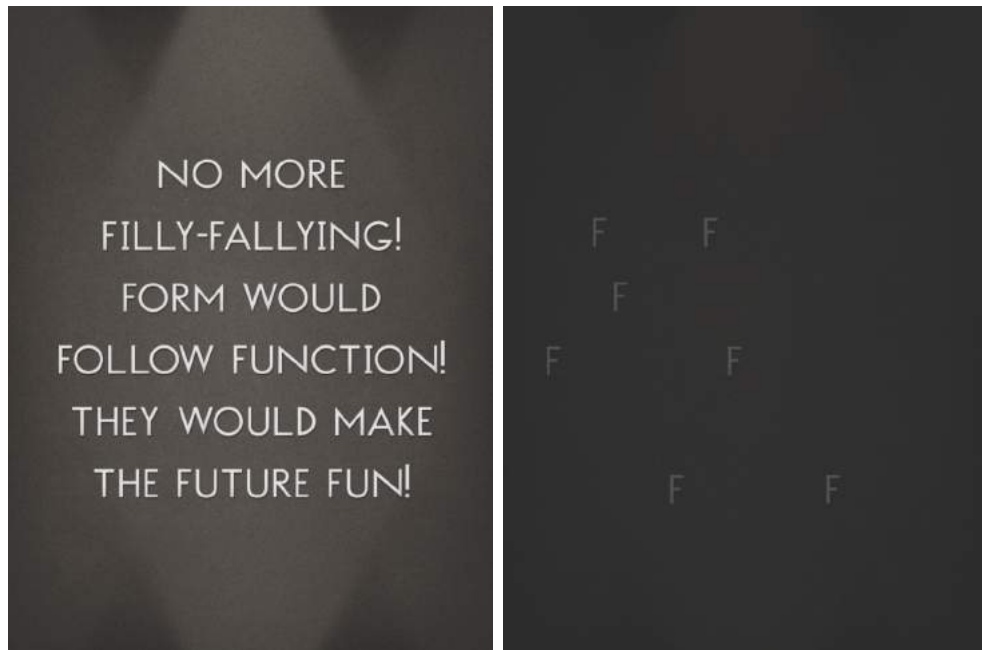 NO MORE
FILLY-FALLYING!
FORM WOULD
FOLLOW FUNCTION!
THEY WOULD MAKE
THE FUTURE FUN!
F F
F
F F
F F